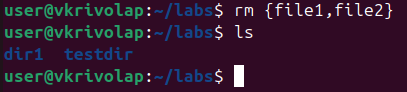 user@vkrivolap:~/labs$ rm {file1,file2}
user@vkrivolap:~/labs$ ls
dir1  testdir
user@vkrivolap:~/labs$